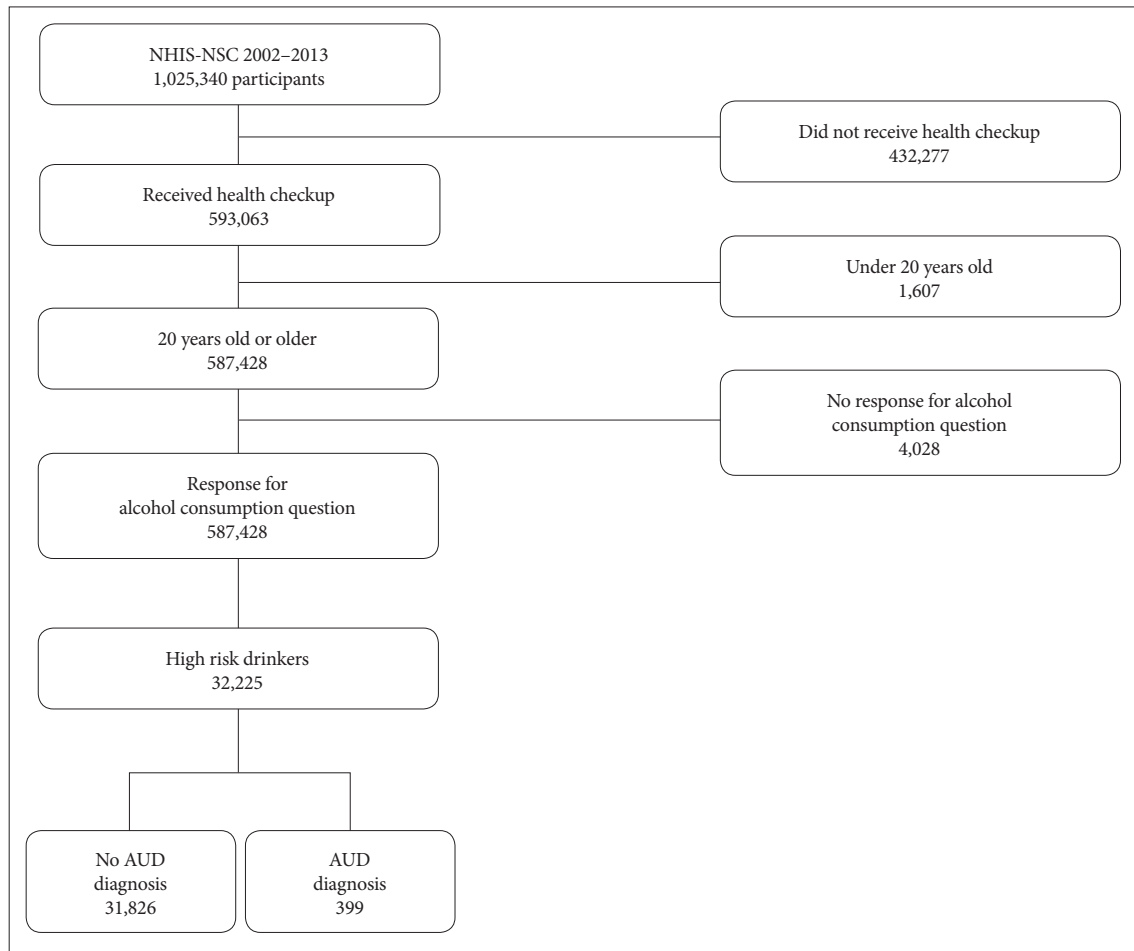 NHIS-NSC 2002–2013
1,025,340 participants
Did not receive health checkup
432,277
Received health checkup
593,063
Under 20 years old
1,607
20 years old or older
587,428
No response for alcohol
consumption question
4,028
Response for
alcohol consumption question
587,428
High risk drinkers
32,225
No AUD
diagnosis
31,826
AUD
diagnosis
399